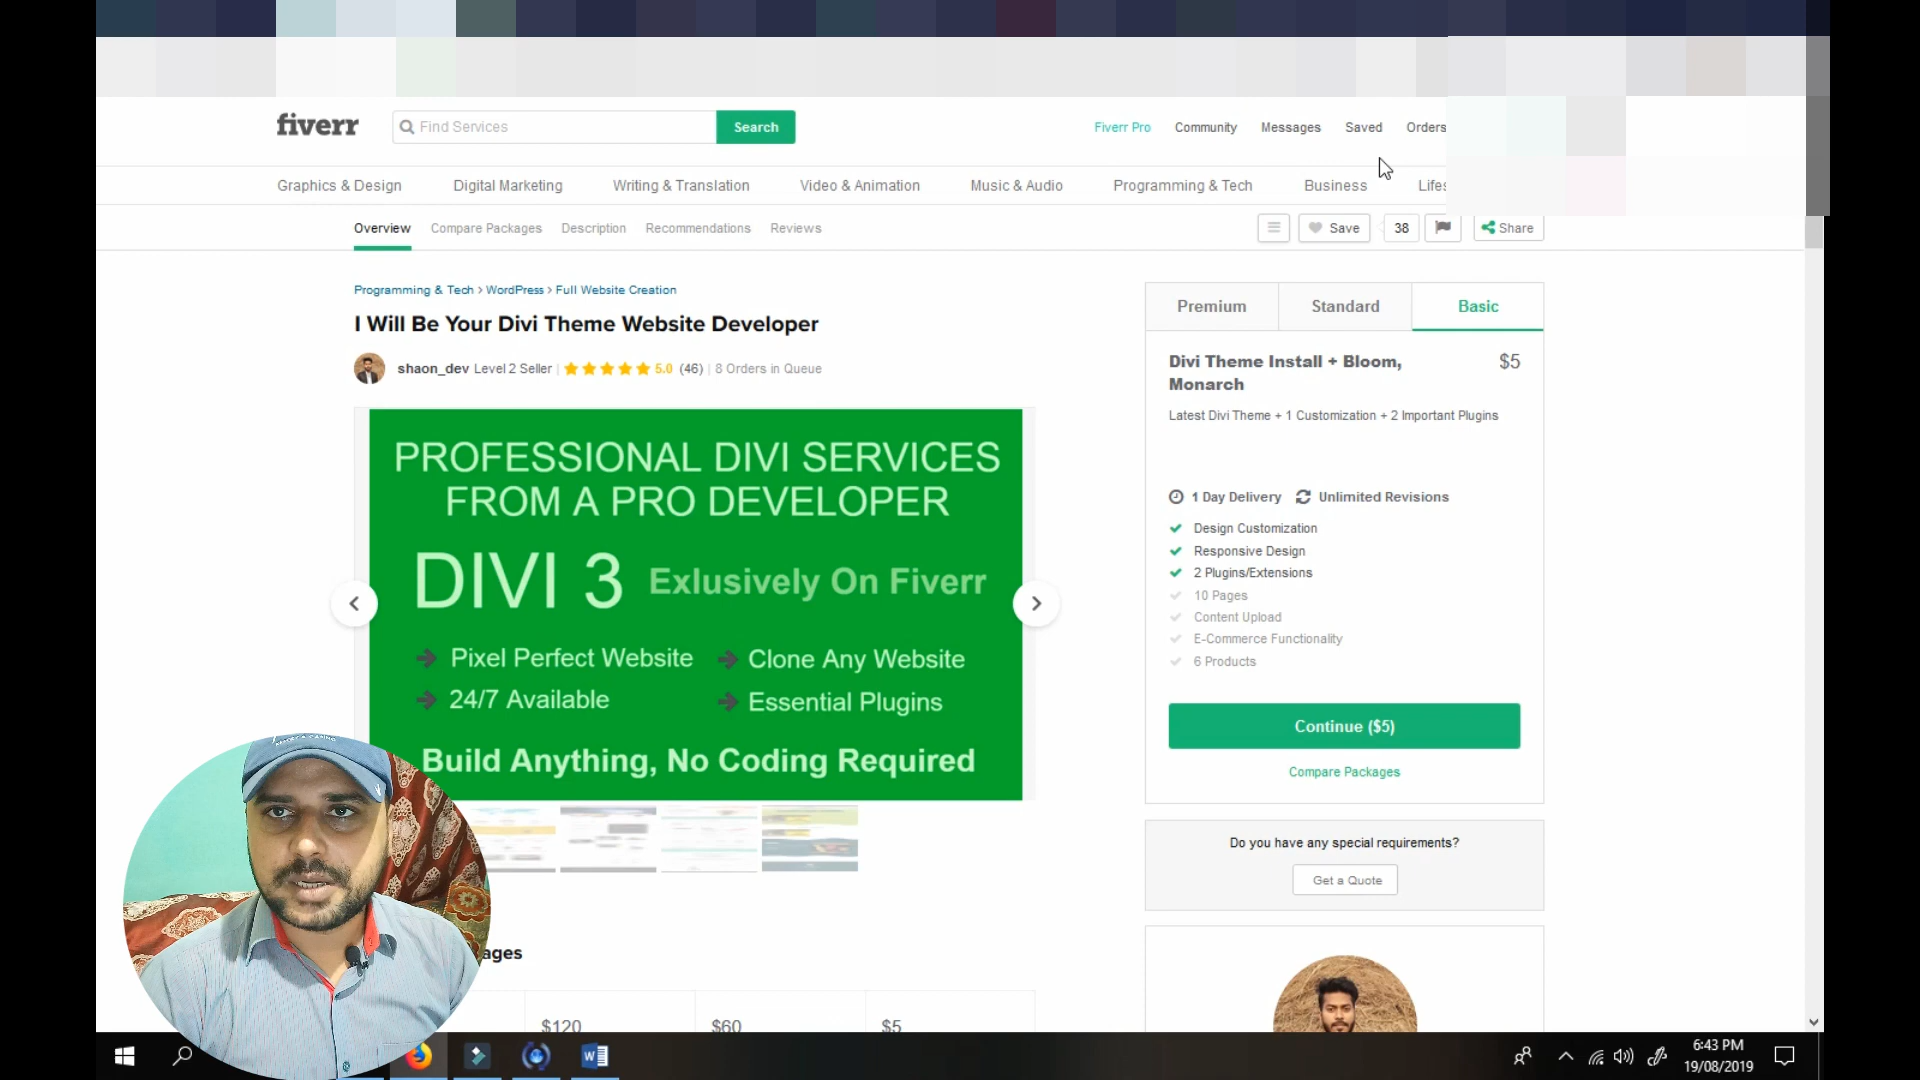 fiverr
Find Services
Search
Fiverr Pro
Community
Messages
Saved
Orders
Graphics & Design
Digital Marketing
Writing & Translation
Video & Animation
Music & Audio
Programming & Tech
Business
Lifes
Overview
Compare Packages
Description
Recommendations
Reviews
Save
38
Share
Programming & Tech > WordPress > Full Website Creation
I Will Be Your Divi Theme Website Developer
shaon_dev Level 2 Seller | 5.0 (46) | 8 Orders in Queue
PROFESSIONAL DIVI SERVICES
FROM A PRO DEVELOPER
DIVI 3 Exlusively On Fiverr
Pixel Perfect Website
Clone Any Website
24/7 Available
Essential Plugins
Build Anything, No Coding Required
ages
$120
$60
$5
Premium
Standard
Basic
Divi Theme Install + Bloom,
Monarch
$5
Latest Divi Theme + 1 Customization + 2 Important Plugins
1 Day Delivery
Unlimited Revisions
Design Customization
Responsive Design
2 Plugins/Extensions
10 Pages
Content Upload
E-Commerce Functionality
6 Products
Continue ($5)
Compare Packages
Do you have any special requirements?
Get a Quote
6:43 PM
19/08/2019